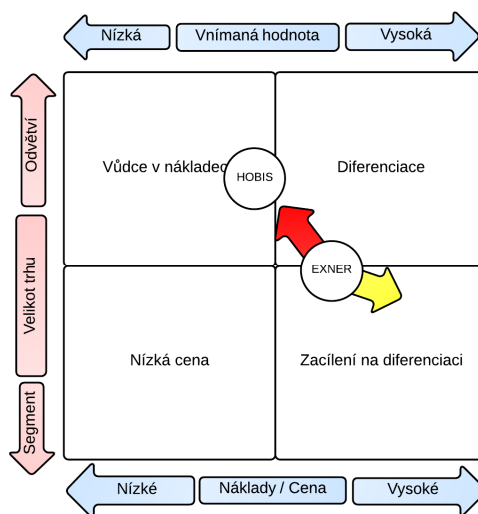 Nízká
Vnímaná hodnota
Vysoká
Odvětví
Velikot trhu
Segment
Vůdce v nákladec
HOBIS
Diferenciace
EXNER
Nízká cena
Zacílení na diferenciaci
Nízké
Náklady / Cena
Vysoké